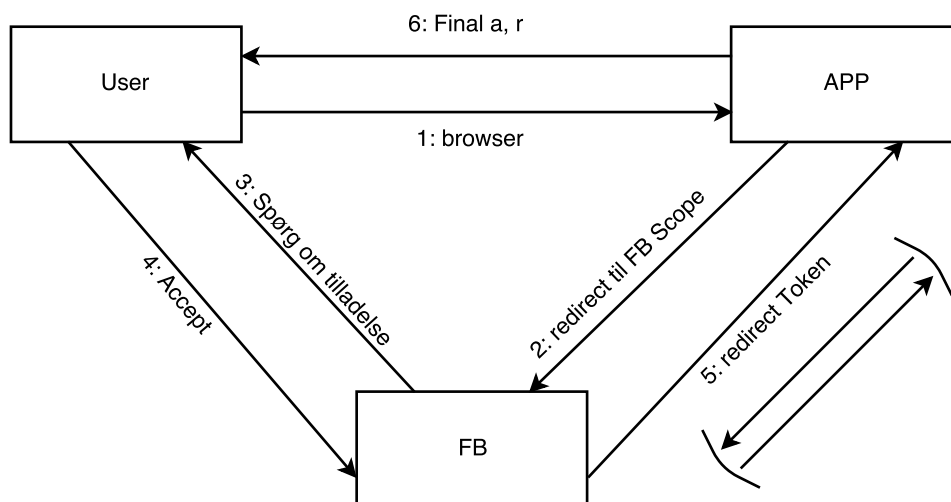 6: Final a, r
User
APP
1: browser
3: Spørg om tilladelse
2: redirect til FB Scope
4: Accept
5: redirect Token
FB